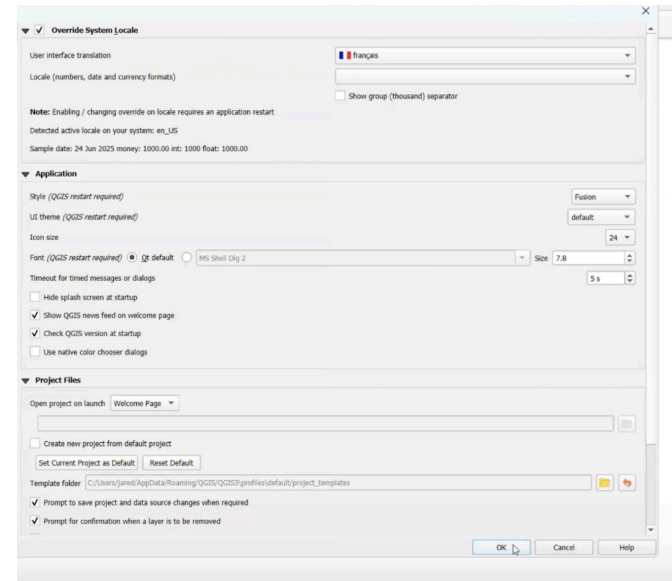 Override System Locale
User interface translation français
Locale (numbers, date and currency formats)
Show group (thousand) separator
Note: Enabling / changing override on locale requires an application restart
Detected active locale on your system: en_US
Sample date: 24 Jun 2025 money: 1000.00 int: 1000 float: 1000.00
Application
Style (QGIS restart required) Fusion
UI theme (QGIS restart required) default
Icon size 24
Font (QGIS restart required) Qt default MS Shell Dlg 2 Size 7.8
Timeout for timed messages or dialogs 5 s
Hide splash screen at startup
Show QGIS news feed on welcome page
Check QGIS version at startup
Use native color chooser dialogs
Project Files
Open project on launch Welcome Page
Create new project from default project
Set Current Project as Default Reset Default
Template folder C:/Users/jared/AppData/Roaming/QGIS/QGIS3\profiles\default/project_templates
Prompt to save project and data source changes when required
Prompt for confirmation when a layer is to be removed
OK Cancel Help